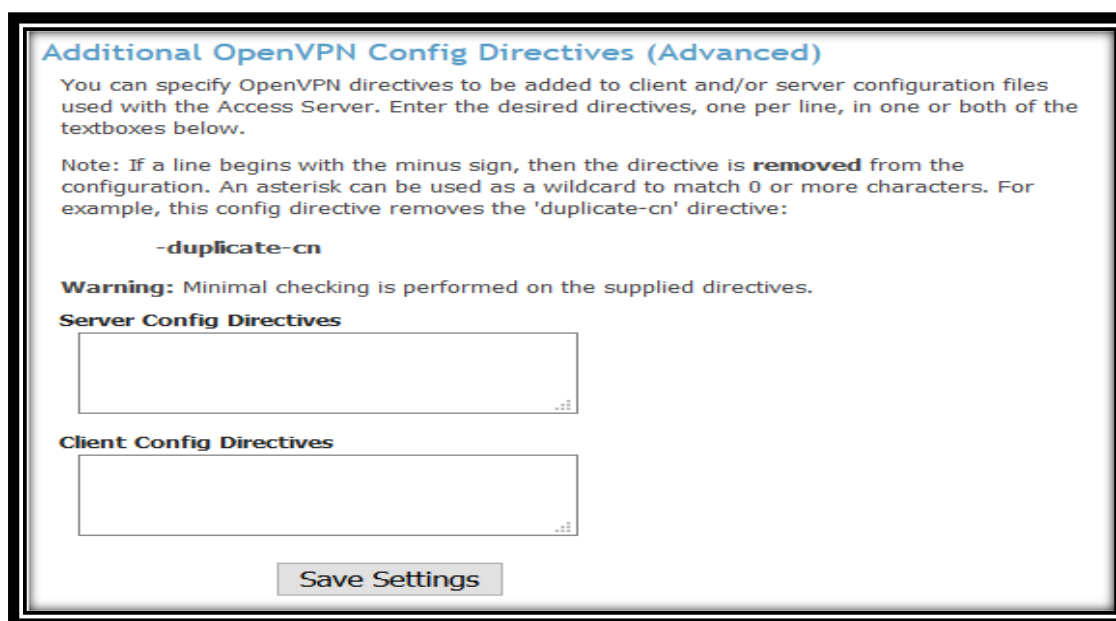 Additional OpenVPN Config Directives (Advanced)
You can specify OpenVPN directives to be added to client and/or server configuration files
used with the Access Server. Enter the desired directives, one per line, in one or both of the
textboxes below.
Note: If a line begins with the minus sign, then the directive is removed from the
configuration. An asterisk can be used as a wildcard to match 0 or more characters. For
example, this config directive removes the 'duplicate-cn' directive:
-duplicate-cn
Warning: Minimal checking is performed on the supplied directives.
Server Config Directives
Client Config Directives
Save Settings